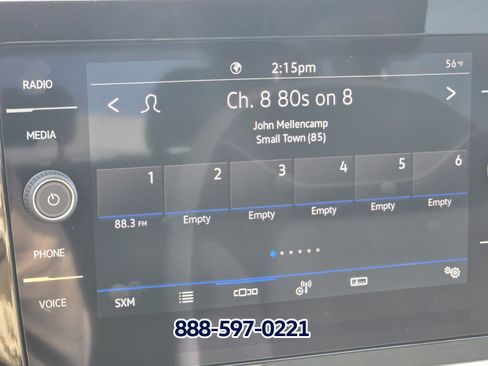 2:15pm
56°F
RADIO
Ch. 8 80s on 8
MEDIA
John Mellencamp
Small Town (85)
1 2 3 4 5 6
88.3 FM Empty Empty Empty Empty Empty
PHONE
VOICE
SXM
888-597-0221